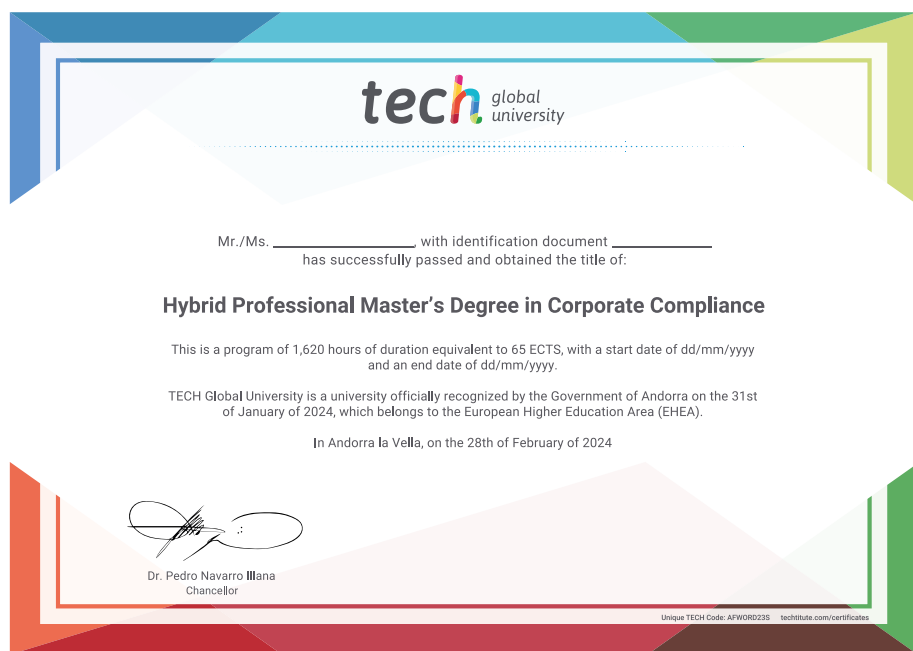 tech global
university
Mr./Ms. ____________, with identification document ____________
has successfully passed and obtained the title of:
Hybrid Professional Master's Degree in Corporate Compliance
This is a program of 1,620 hours of duration equivalent to 65 ECTS, with a start date of dd/mm/yyyy
and an end date of dd/mm/yyyy.
TECH Global University is a university officially recognized by the Government of Andorra on the 31st
of January of 2024, which belongs to the European Higher Education Area (EHEA).
In Andorra la Vella, on the 28th of February of 2024
Dr. Pedro Navarro Illana
Chancellor
Unique TECH Code: AFWORD23S techtitute.com/certificates